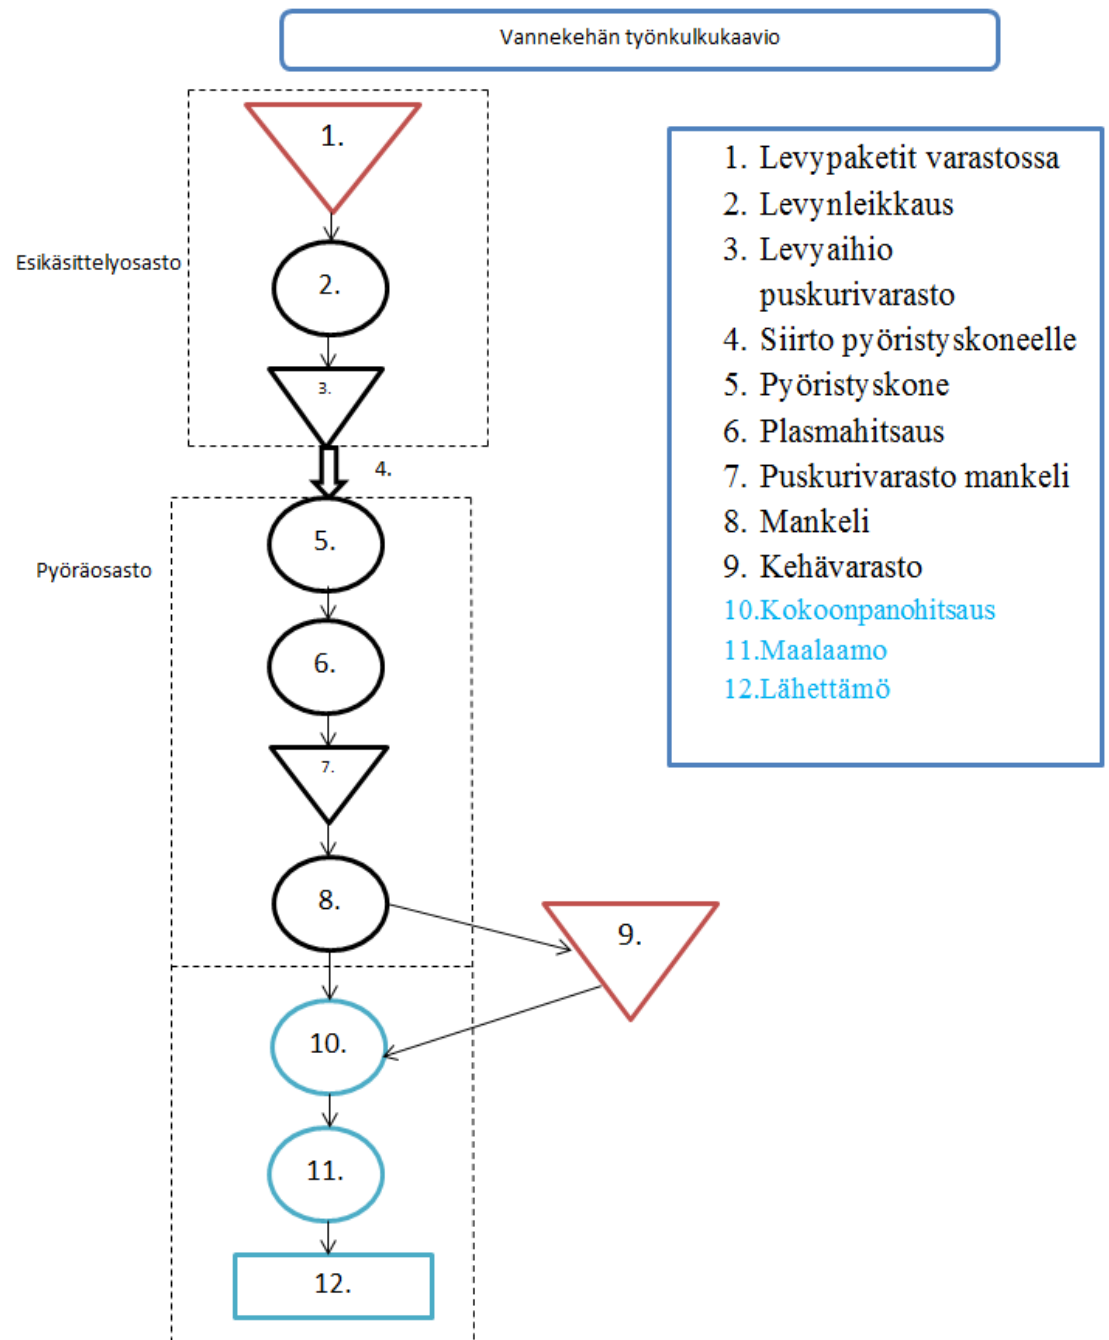 Vannekehän työnkulkukaavio
1.
Esikäsittelyosasto
2.
3.
4.
Pyöräosasto
5.
6.
7.
8.
9.
10.
11.
12.
1. Levypaketit varastossa
2. Levynleikkaus
3. Levyaihio
puskurivarasto
4. Siirto pyöristyskoneelle
5. Pyöristyskone
6. Plasmahitsaus
7. Puskurivarasto mankeli
8. Mankeli
9. Kehävarasto
10.Kokoonpanohitsaus
11.Maalaamo
12.Lähettämö